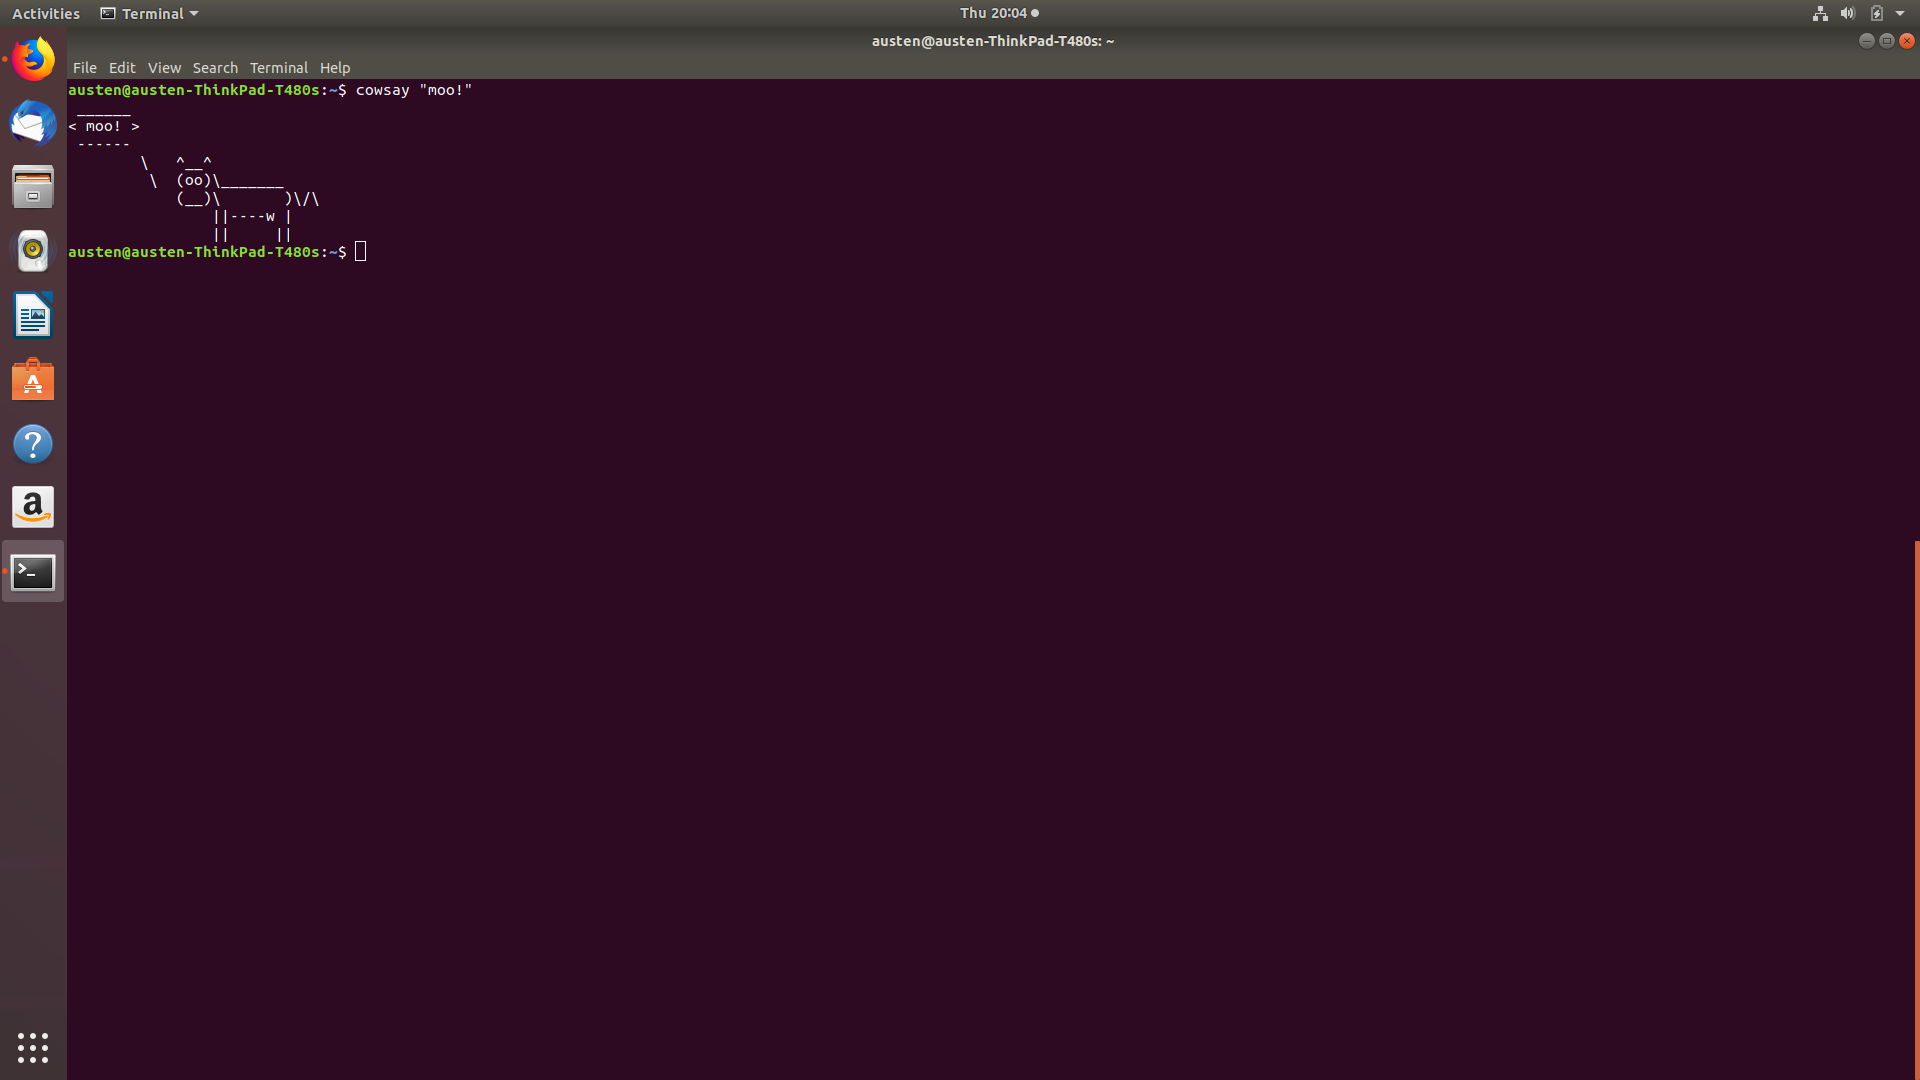 Activities Terminal Thu 20:04
austen@austen-ThinkPad-T480s: ~
File Edit View Search Terminal Help
austen@austen-ThinkPad-T480s:~$ cowsay "moo!"
 ______
< moo! >
 ------
        \   ^__^
         \  (oo)\_______
            (__)\       )\/\
                ||----w |
                ||     ||
austen@austen-ThinkPad-T480s:~$